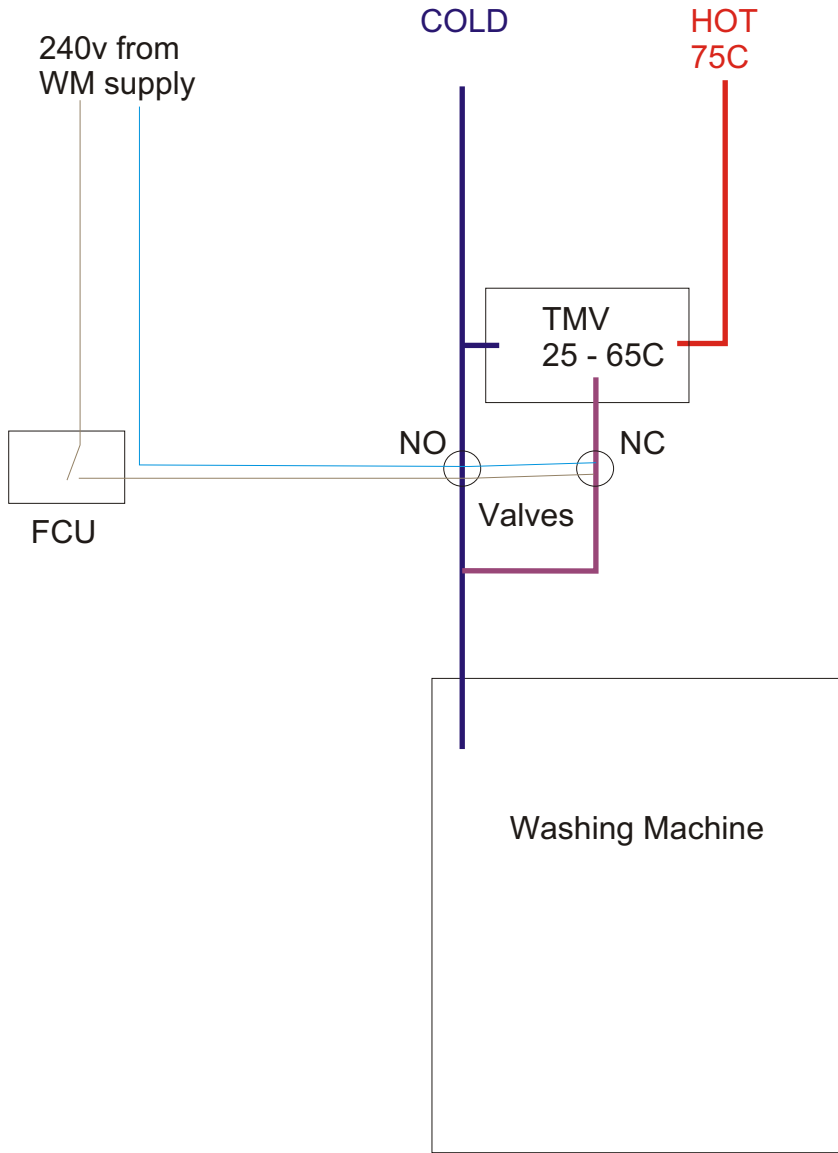 COLD
HOT
75C
240v from
WM supply
TMV
25 - 65C
NO
NC
Valves
FCU
Washing Machine